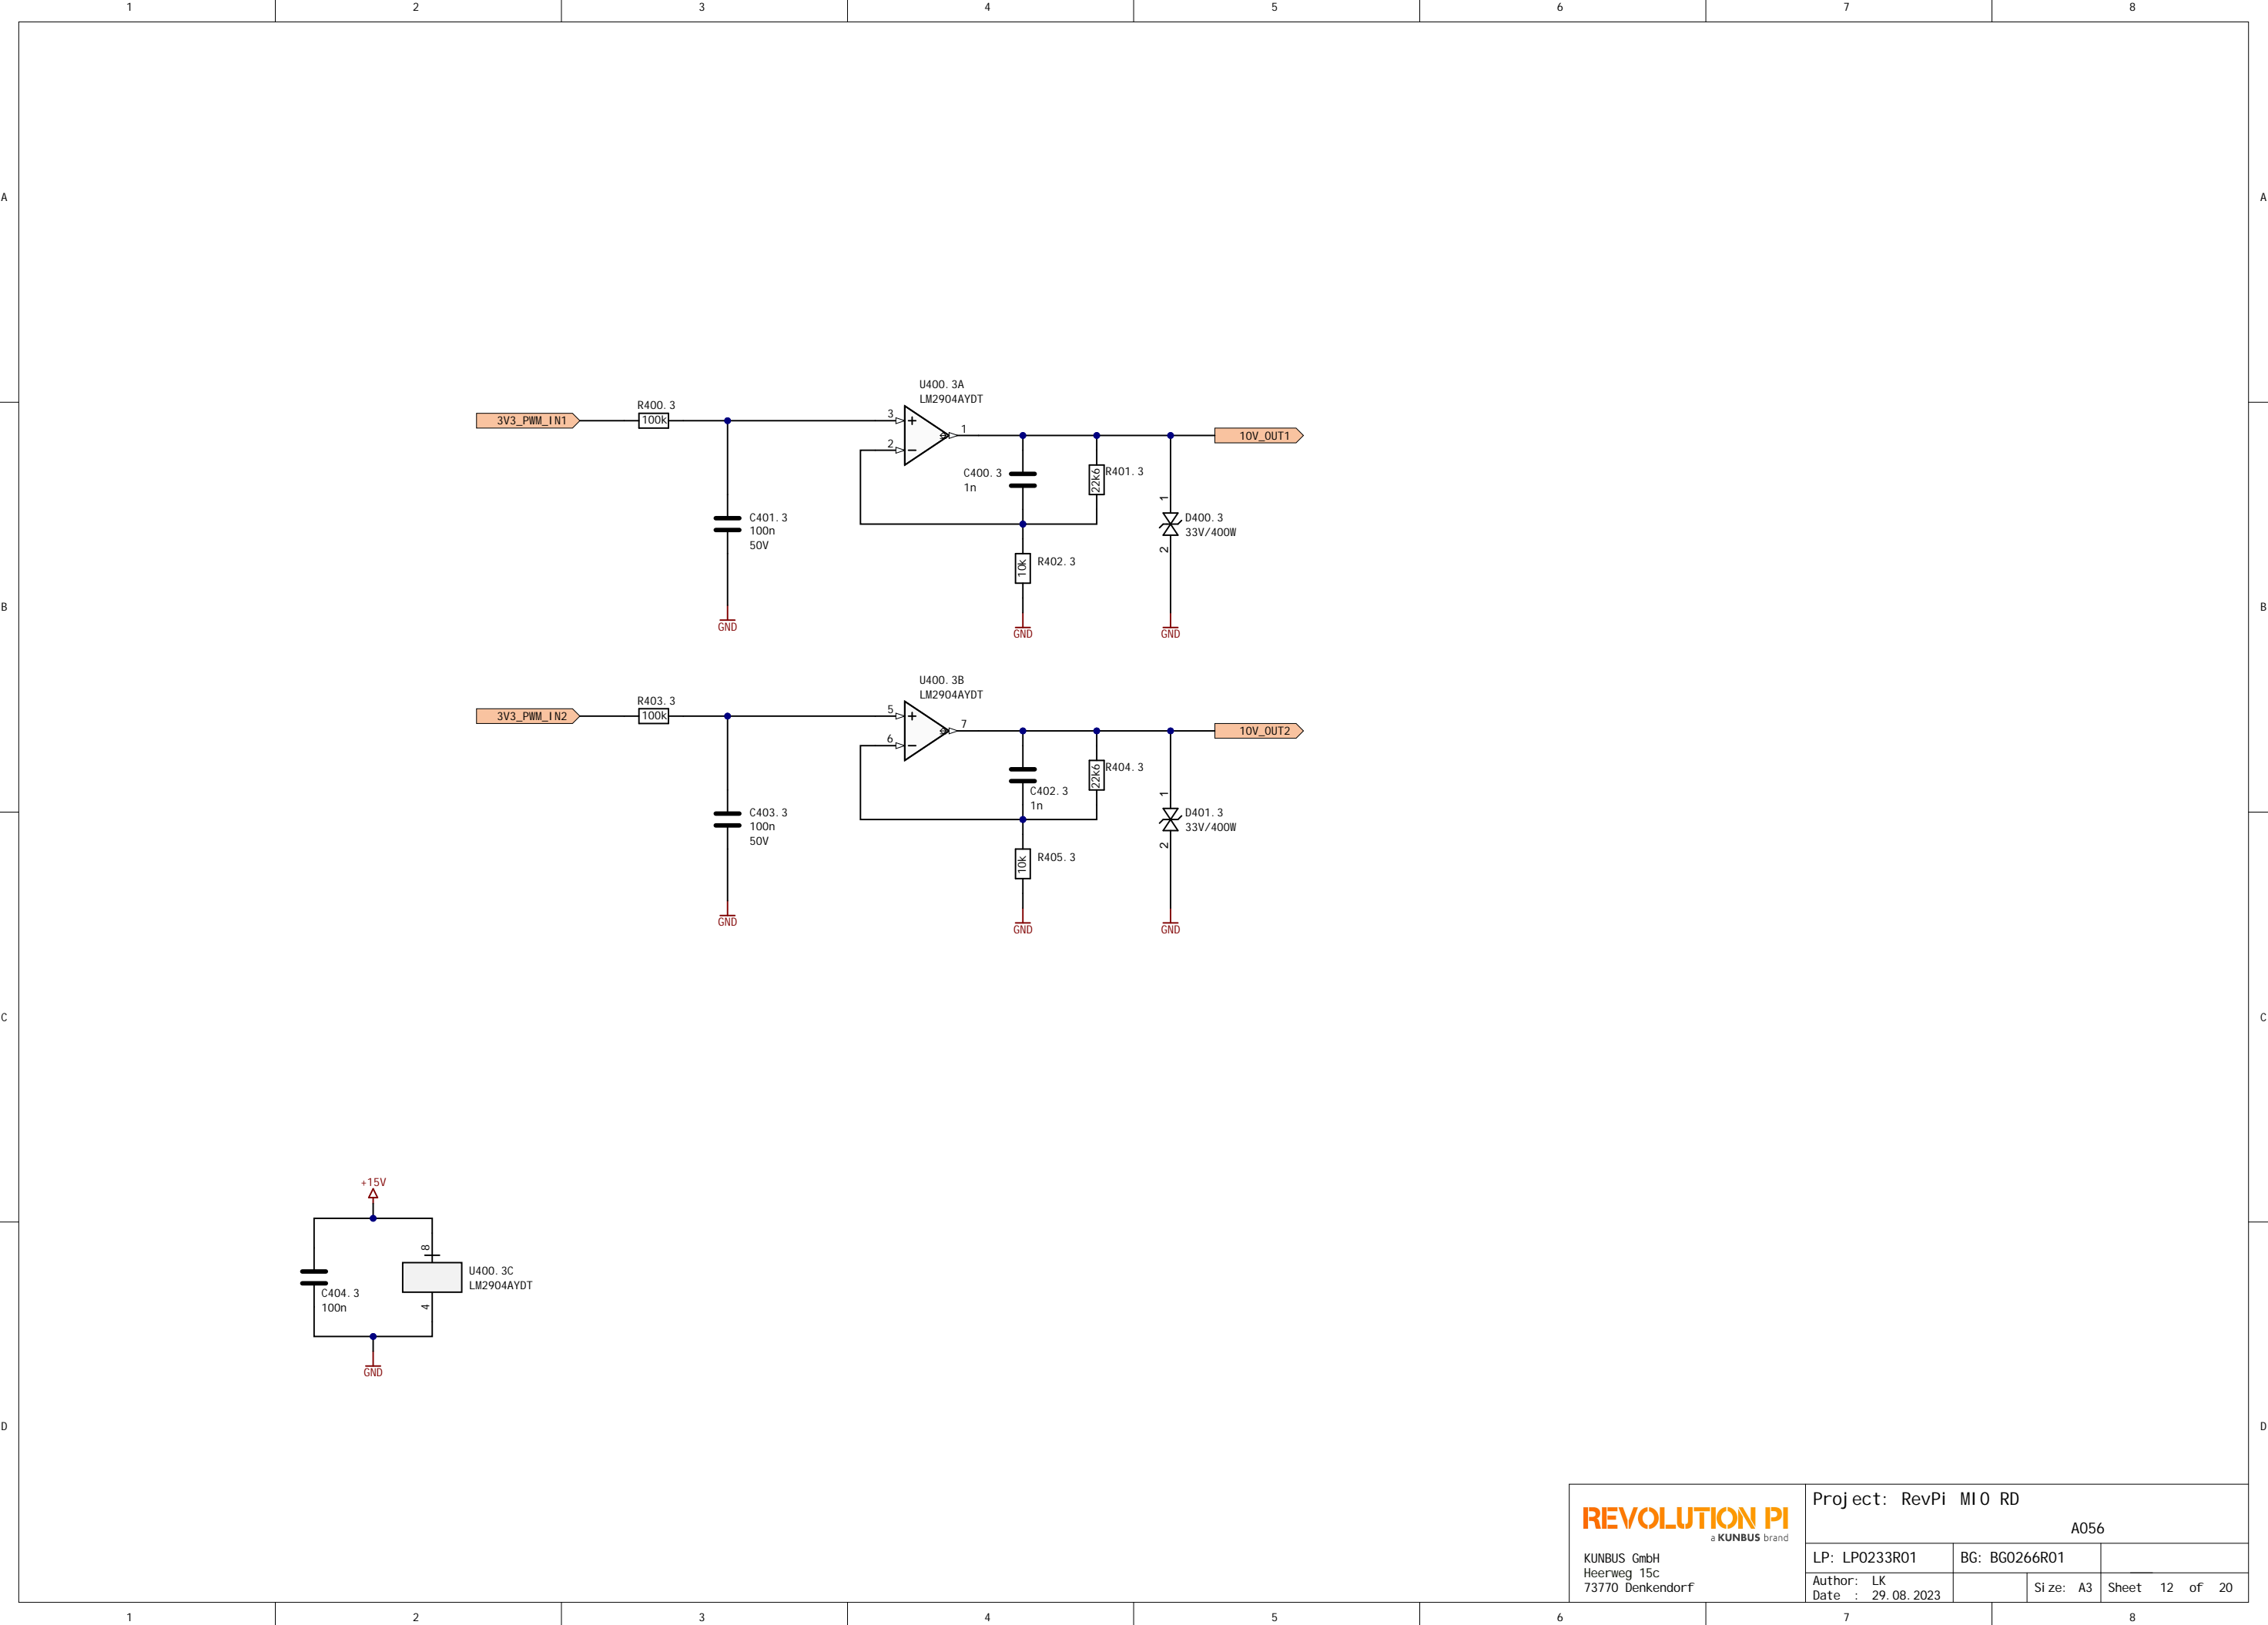 1 2 3 4 5 6 7 8
A A
U400.3A
LM2904AYDT
R400.3
3V3_PWM_IN1
100k
3
+
1
2
−
10V_OUT1
C400.3
1n
22k6
R401.3
1
C401.3
100n
50V
D400.3
33V/400W
2
10k
R402.3
GND
GND
GND
B B
U400.3B
LM2904AYDT
R403.3
3V3_PWM_IN2
100k
5
+
7
6
−
10V_OUT2
22k6
R404.3
C402.3
1n
1
C403.3
100n
50V
D401.3
33V/400W
2
10k
R405.3
GND
GND
GND
C C
+15V
8
U400.3C
LM2904AYDT
C404.3
100n
4
GND
D D
REVOLUTION PI
a KUNBUS brand
KUNBUS GmbH
Heerweg 15c
73770 Denkendorf
Project: RevPi MIO RD
A056
LP: LP0233R01
BG: BG0266R01
Author: LK
Date : 29.08.2023
Size: A3
Sheet 12 of 20
1 2 3 4 5 6 7 8